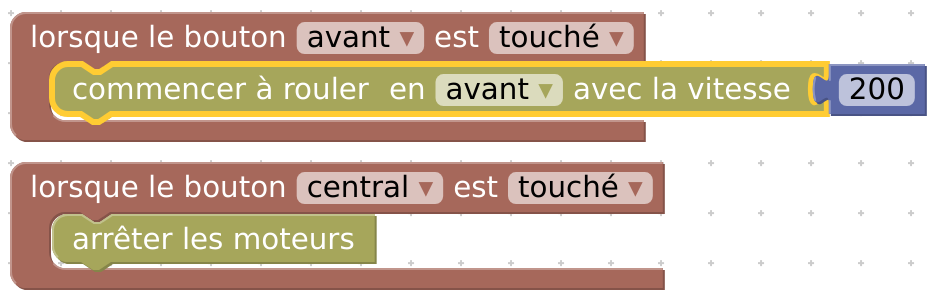 lorsque le bouton avant est touché
commencer à rouler en avant avec la vitesse 200
lorsque le bouton central est touché
arrêter les moteurs